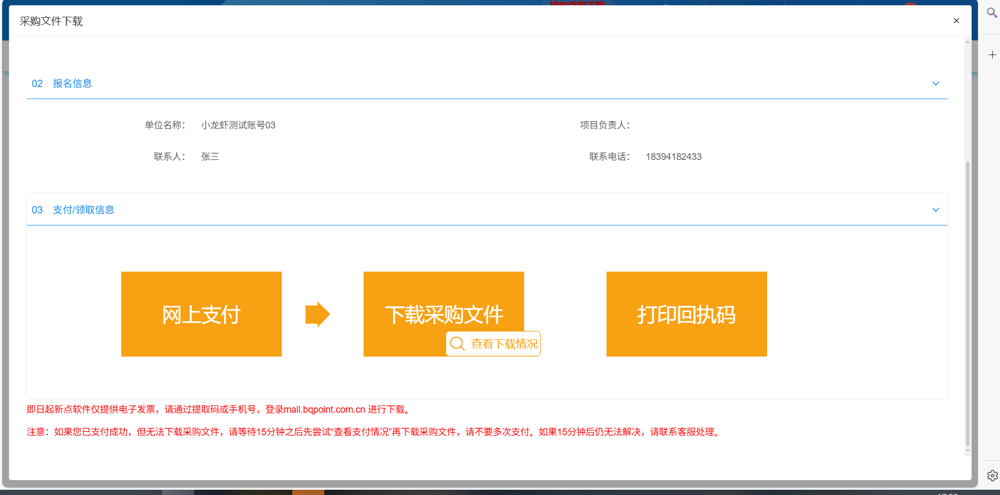 操作手册下载
采购文件下载
02 报名信息
单位名称： 小龙虾测试账号03 项目负责人：
联系人： 张三 联系电话： 18394182433
03 支付/领取信息
网上支付 下载采购文件 打印回执码
查看下载情况
即日起新点软件仅提供电子发票，请通过提取码或手机号，登录mall.bqpoint.com.cn 进行下载。
注意：如果您已支付成功，但无法下载采购文件，请等待15分钟之后先尝试“查看支付情况”再下载采购文件，请不要多次支付。如果15分钟后仍无法解决，请联系客服处理。